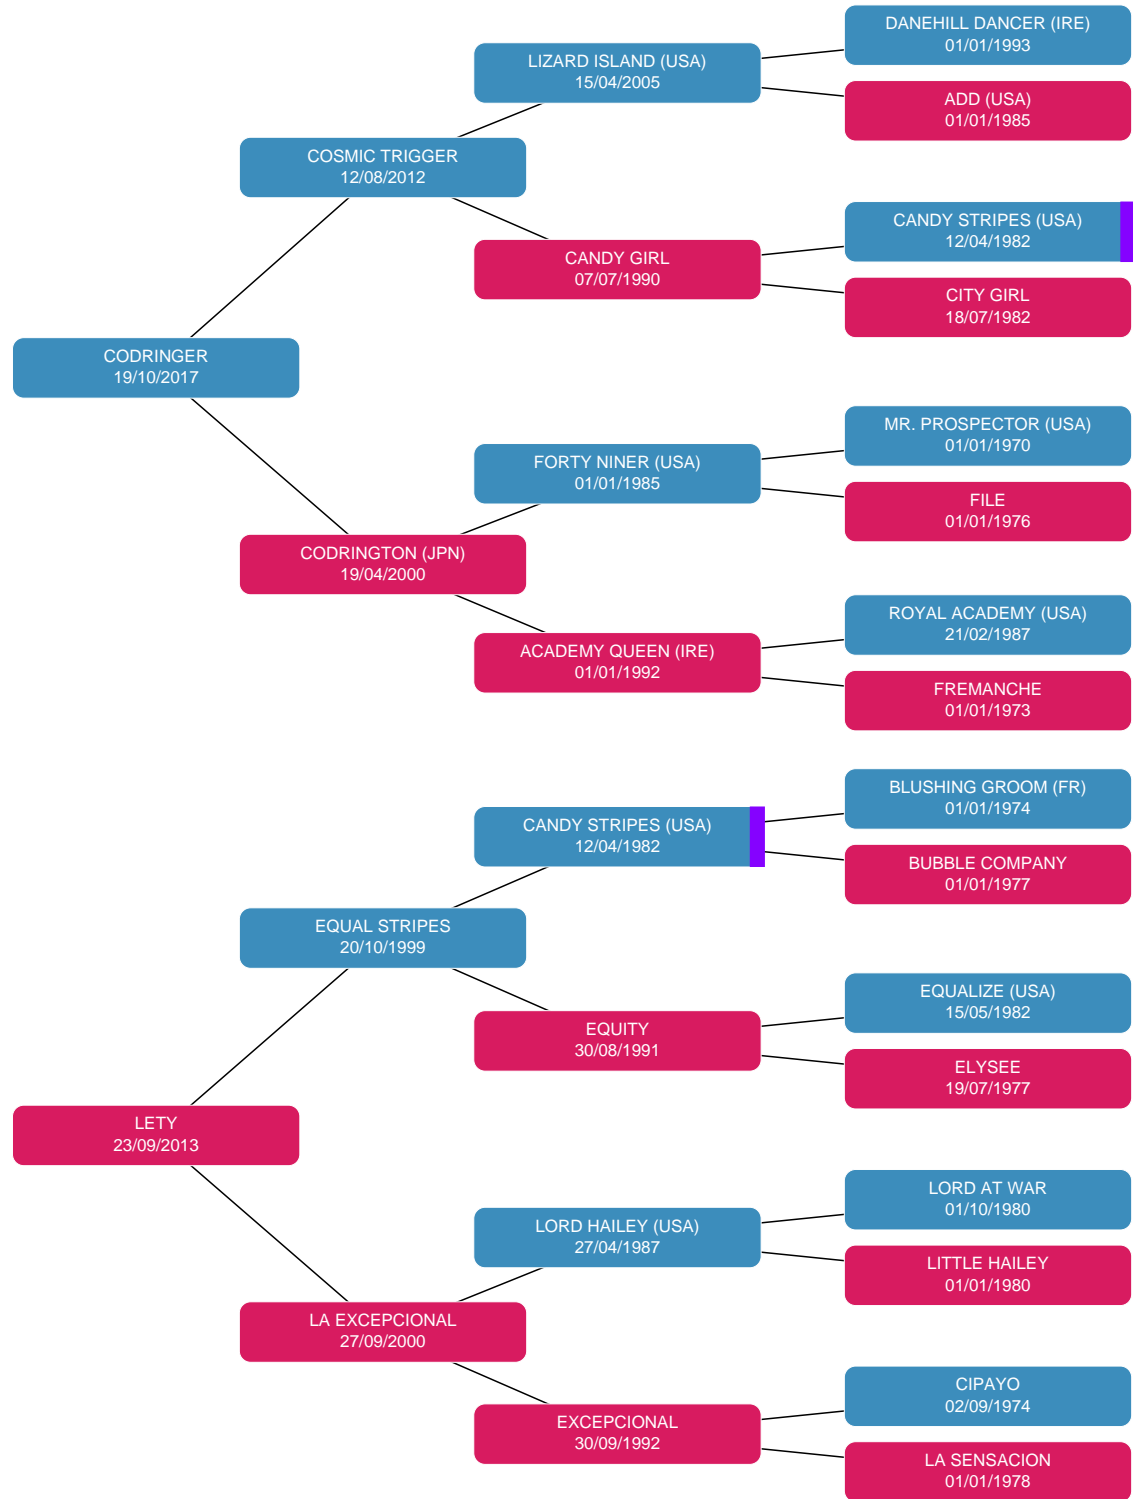 DANEHILL DANCER (IRE)
01/01/1993
LIZARD ISLAND (USA)
15/04/2005
ADD (USA)
01/01/1985
COSMIC TRIGGER
12/08/2012
CANDY STRIPES (USA)
12/04/1982
CANDY GIRL
07/07/1990
CITY GIRL
18/07/1982
CODRINGER
19/10/2017
MR. PROSPECTOR (USA)
01/01/1970
FORTY NINER (USA)
01/01/1985
FILE
01/01/1976
CODRINGTON (JPN)
19/04/2000
ROYAL ACADEMY (USA)
21/02/1987
ACADEMY QUEEN (IRE)
01/01/1992
FREMANCHE
01/01/1973
BLUSHING GROOM (FR)
01/01/1974
CANDY STRIPES (USA)
12/04/1982
BUBBLE COMPANY
01/01/1977
EQUAL STRIPES
20/10/1999
EQUALIZE (USA)
15/05/1982
EQUITY
30/08/1991
ELYSEE
19/07/1977
LETY
23/09/2013
LORD AT WAR
01/10/1980
LORD HAILEY (USA)
27/04/1987
LITTLE HAILEY
01/01/1980
LA EXCEPCIONAL
27/09/2000
CIPAYO
02/09/1974
EXCEPCIONAL
30/09/1992
LA SENSACION
01/01/1978